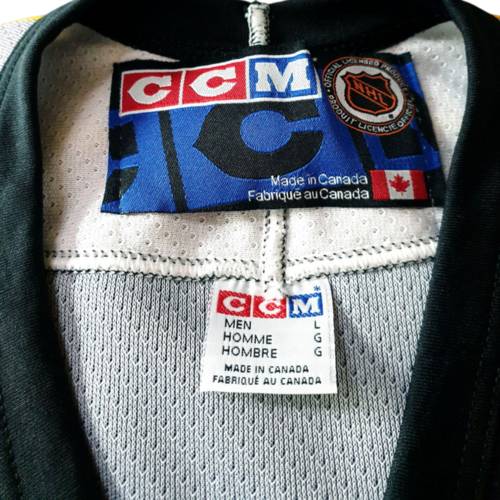 CCM
OFFICIAL LICENSED PRODUCT
NHL
PRODUIT LICENCIÉ OFFICIEL
Made in Canada
Fabriqué au Canada
CCM*
MEN L
HOMME G
HOMBRE G
MADE IN CANADA
FABRIQUÉ AU CANADA